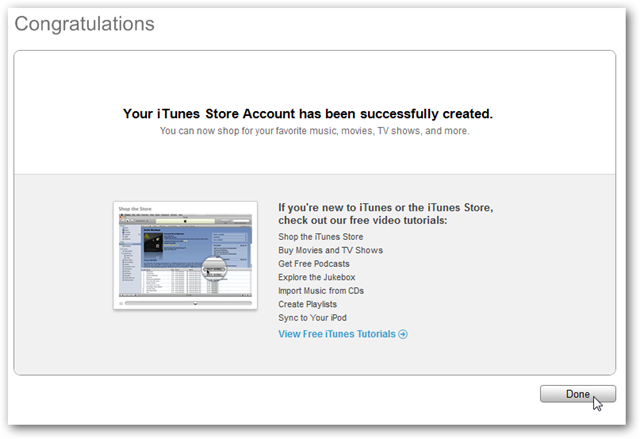 Congratulations
Your iTunes Store Account has been successfully created.
You can now shop for your favorite music, movies, TV shows, and more.
Shop the Store
If you're new to iTunes or the iTunes Store,
check out our free video tutorials:
Shop the iTunes Store
Buy Movies and TV Shows
Get Free Podcasts
Explore the Jukebox
Import Music from CDs
Create Playlists
Sync to Your iPod
View Free iTunes Tutorials
Done